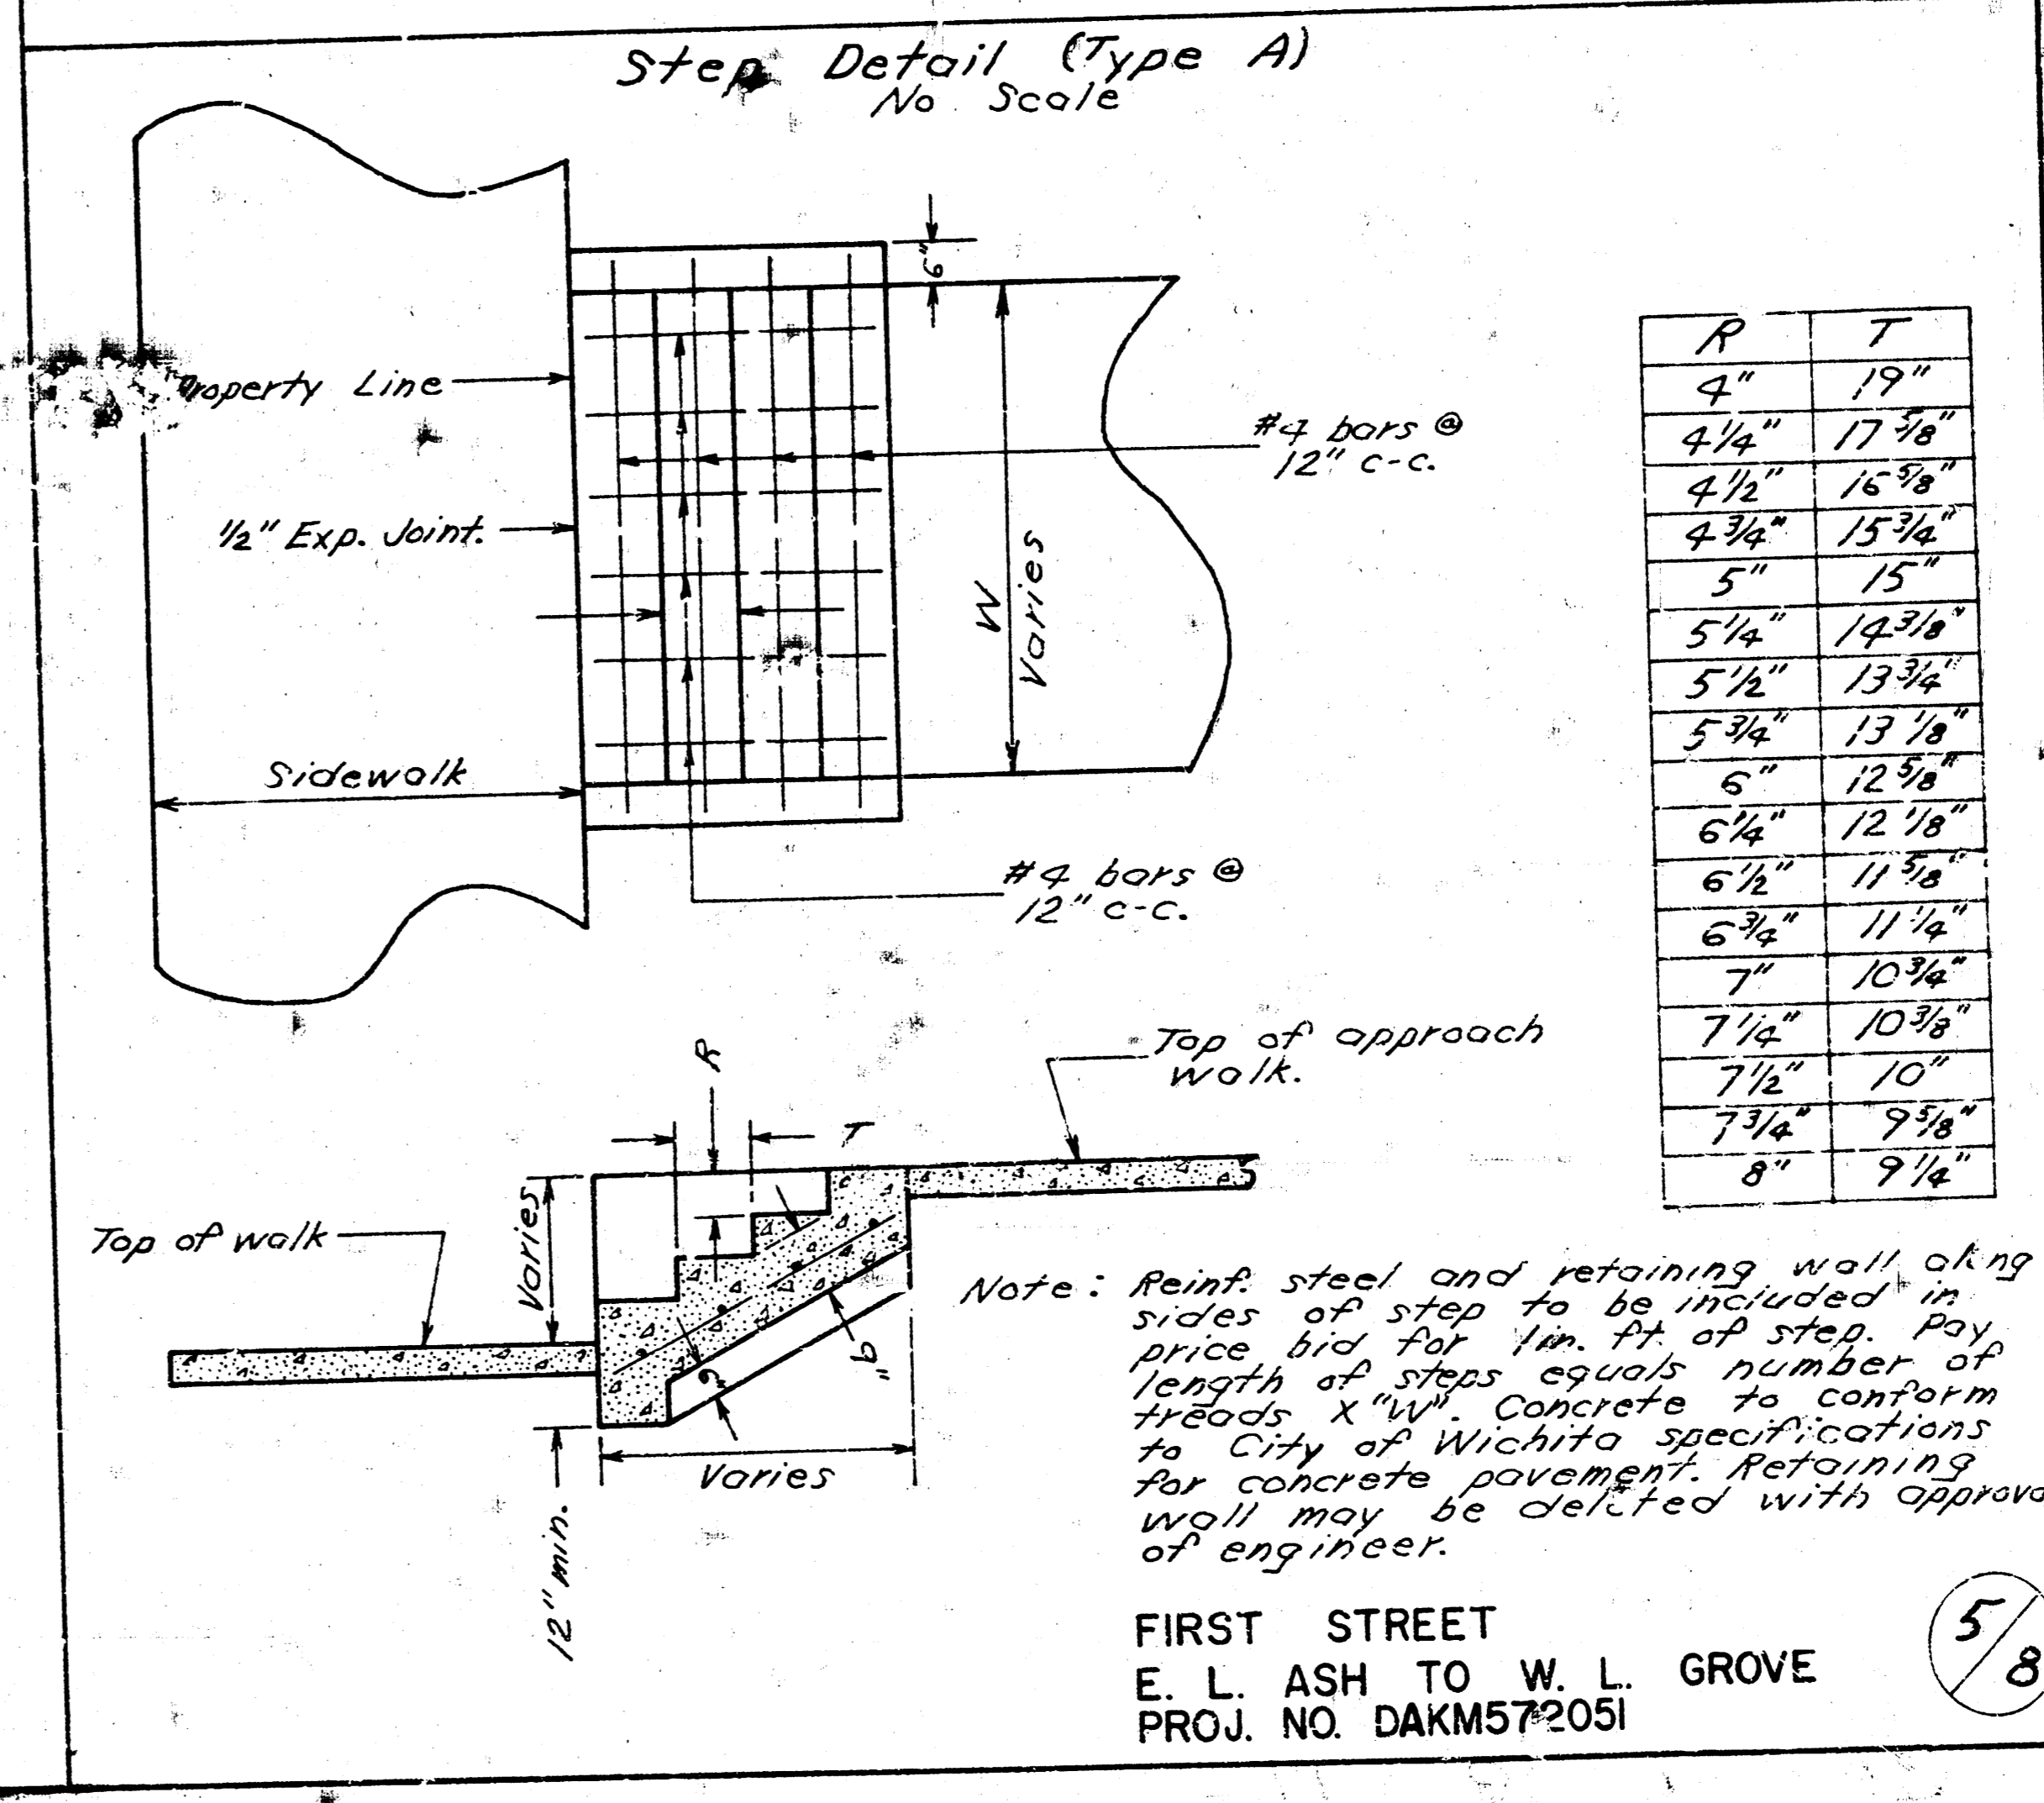 Step Detail (Type A)
No Scale
6"
Property Line
#4 bars @
12" c-c.
1/2" Exp. Joint.
W
Varies
Sidewalk
#4 bars @
12" c-c.
R T
4" 19"
4 1/4" 17 5/8"
4 1/2" 16 5/8"
4 3/4" 15 3/4"
5" 15"
5 1/4" 14 3/8"
5 1/2" 13 3/4"
5 3/4" 13 1/8"
6" 12 5/8"
6 1/4" 12 1/8"
6 1/2" 11 5/8"
6 3/4" 11 1/4"
7" 10 3/4"
7 1/4" 10 3/8"
7 1/2" 10"
7 3/4" 9 5/8"
8" 9 1/4"
R
T
Top of approach
walk.
Top of walk
Varies
Varies
12" min.
Note: Reinf. steel and retaining wall along
sides of step to be included in
price bid for lin. ft. of step. Pay
length of steps equals number of
treads X "W". Concrete to conform
to City of Wichita specifications
for concrete pavement. Retaining
wall may be deleted with approva
of engineer.
FIRST STREET
E. L. ASH TO W. L. GROVE
PROJ. NO. DAKM572051
5/8